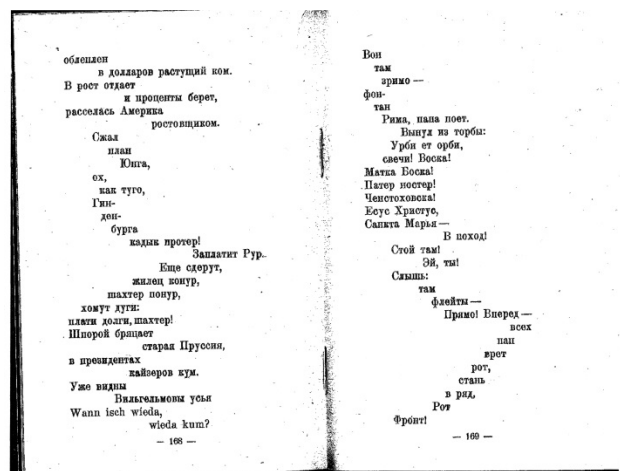 облеплен
в долларов растущий ком.
В рост отдает
и проценты берет,
расселась Америка
ростовщиком.
Сжал
план
Юнга,
ох,
как туго,
Гин-
ден-
бурга
кадык протер!
Заплатит Рур.
Еще сдерут,
жилец конур,
шахтер понур,
хомут дуги:
плати долги, шахтер!
Шпорой бряцает
старая Пруссия,
в президентах
кайзеров кум.
Уже видны
Вильгельмовы усья
Wann isch wieda,
wieda kum?
— 168 —
Вон
там
зримо —
фон-
тан
Рима, папа поет.
Вынул из торбы:
Урби ет орби,
свечи! Воска!
Матка Боска!
Патер ностер!
Ченстоховска!
Есус Христус,
Санкта Марья —
В поход!
Стой там!
Эй, ты!
Слышь:
там
флейты —
Прямо! Вперед —
всех
пап
врет
рот,
стань
в ряд,
Рот
Фронт!
— 169 —